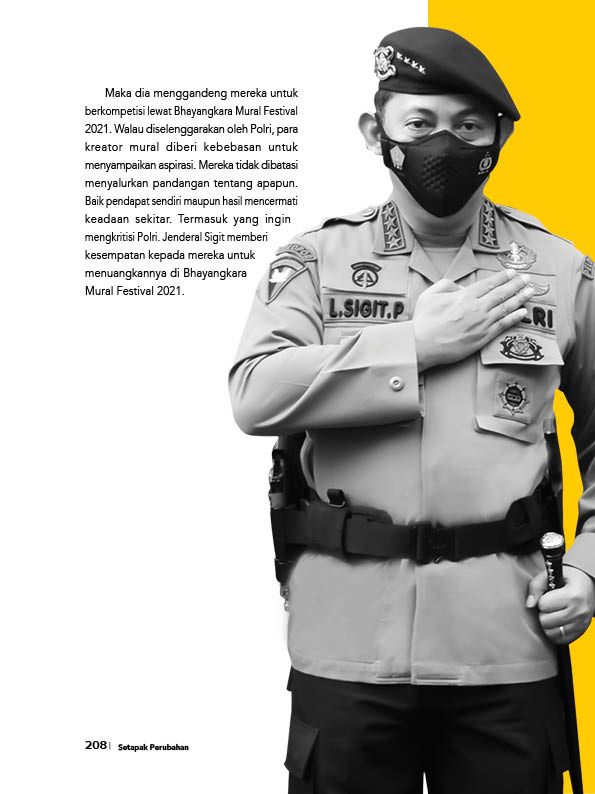 Maka dia menggandeng mereka untuk
berkompetisi lewat Bhayangkara Mural Festival
2021. Walau diselenggarakan oleh Polri, para
kreator mural diberi kebebasan untuk
menyampaikan aspirasi. Mereka tidak dibatasi
menyalurkan pandangan tentang apapun.
Baik pendapat sendiri maupun hasil mencermati
keadaan sekitar. Termasuk yang ingin
mengkritisi Polri. Jenderal Sigit memberi
kesempatan kepada mereka untuk
menuangkannya di Bhayangkara
Mural Festival 2021.
L.SIGIT.P
LRI
208| Setapak Perubahan